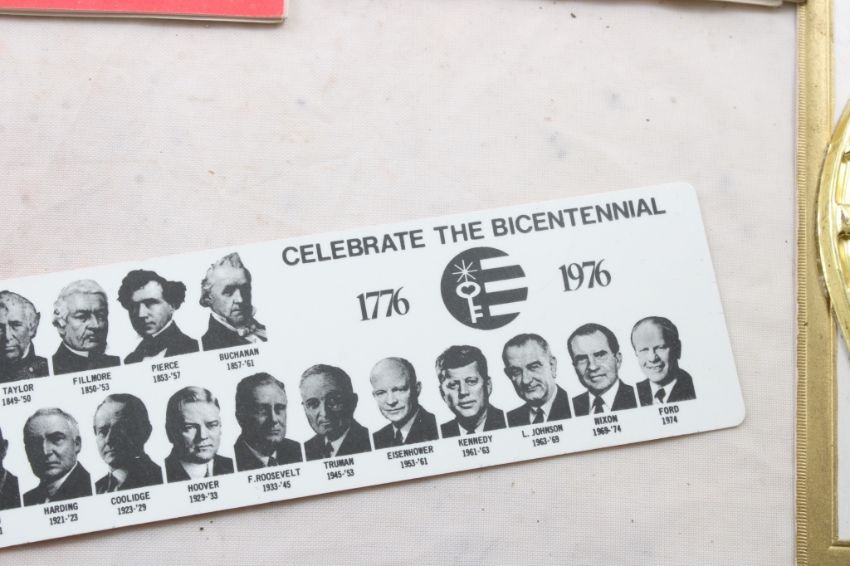 CELEBRATE THE BICENTENNIAL
1776 1976
TAYLOR FILLMORE PIERCE BUCHANAN
1849-'50 1850-'53 1853-'57 1857-'61
HARDING COOLIDGE HOOVER F.ROOSEVELT TRUMAN EISENHOWER KENNEDY L. JOHNSON NIXON FORD
1921-'23 1923-'29 1929-'33 1933-'45 1945-'53 1953-'61 1961-'63 1963-'69 1969-'74 1974